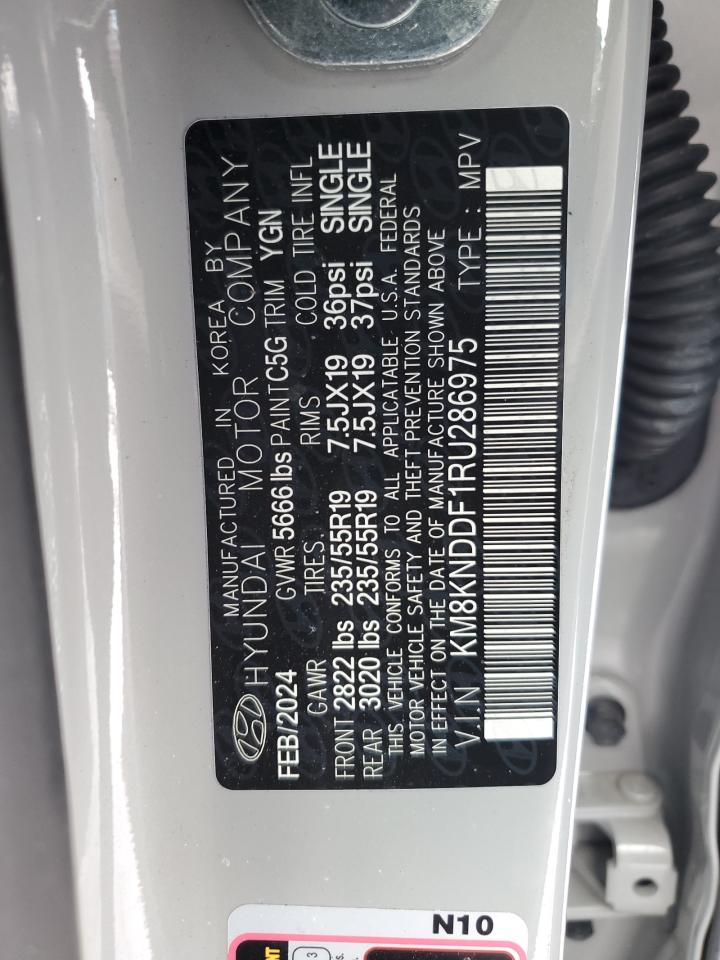 MANUFACTURED IN KOREA BY
HYUNDAI MOTOR COMPANY
FEB/2024 GVWR 5666 lbs PAINT C5G TRIM YGN
GAWR TIRES RIMS COLD TIRE INFL
FRONT 2822 lbs 235/55R19 7.5JX19 36psi SINGLE
REAR 3020 lbs 235/55R19 7.5JX19 37psi SINGLE
THIS VEHICLE CONFORMS TO ALL APPLICATABLE U.S.A. FEDERAL
MOTOR VEHICLE SAFETY AND THEFT PREVENTION STANDARDS
IN EFFECT ON THE DATE OF MANUFACTURE SHOWN ABOVE
V.I.N KM8KNDDF1RU286975 TYPE : MPV
N10
3